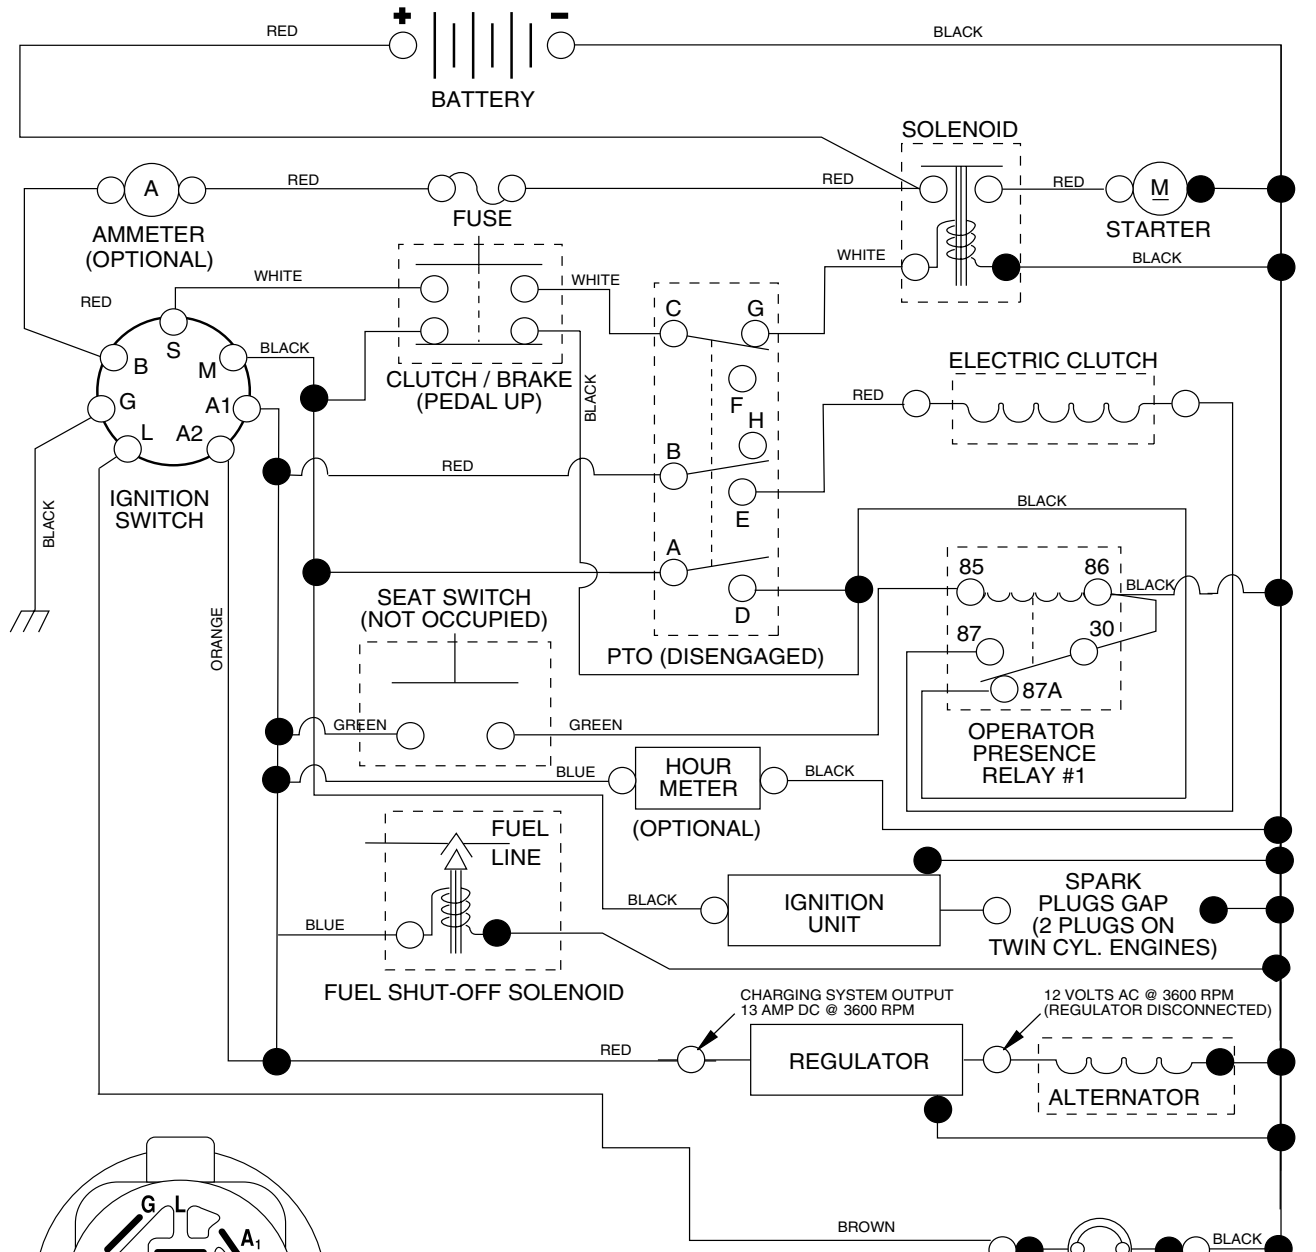 RED
+
-
BLACK
BATTERY
SOLENOID
A
RED
RED
RED
M
FUSE
STARTER
AMMETER
(OPTIONAL)
WHITE
BLACK
WHITE
WHITE
RED
C
G
S
B
M
BLACK
CLUTCH / BRAKE
(PEDAL UP)
BLACK
ELECTRIC CLUTCH
F
G
A1
RED
H
L
A2
B
RED
IGNITION
SWITCH
BLACK
E
BLACK
A
85
86
BLACK
SEAT SWITCH
(NOT OCCUPIED)
D
ORANGE
87
30
PTO (DISENGAGED)
87A
GREEN
GREEN
OPERATOR
PRESENCE
RELAY #1
BLUE
HOUR
METER
BLACK
(OPTIONAL)
FUEL
LINE
SPARK
PLUGS GAP
(2 PLUGS ON
TWIN CYL. ENGINES)
BLACK
IGNITION
UNIT
BLUE
FUEL SHUT-OFF SOLENOID
CHARGING SYSTEM OUTPUT
13 AMP DC @ 3600 RPM
12 VOLTS AC @ 3600 RPM
(REGULATOR DISCONNECTED)
RED
REGULATOR
ALTERNATOR
G
L
A1
BROWN
BLACK